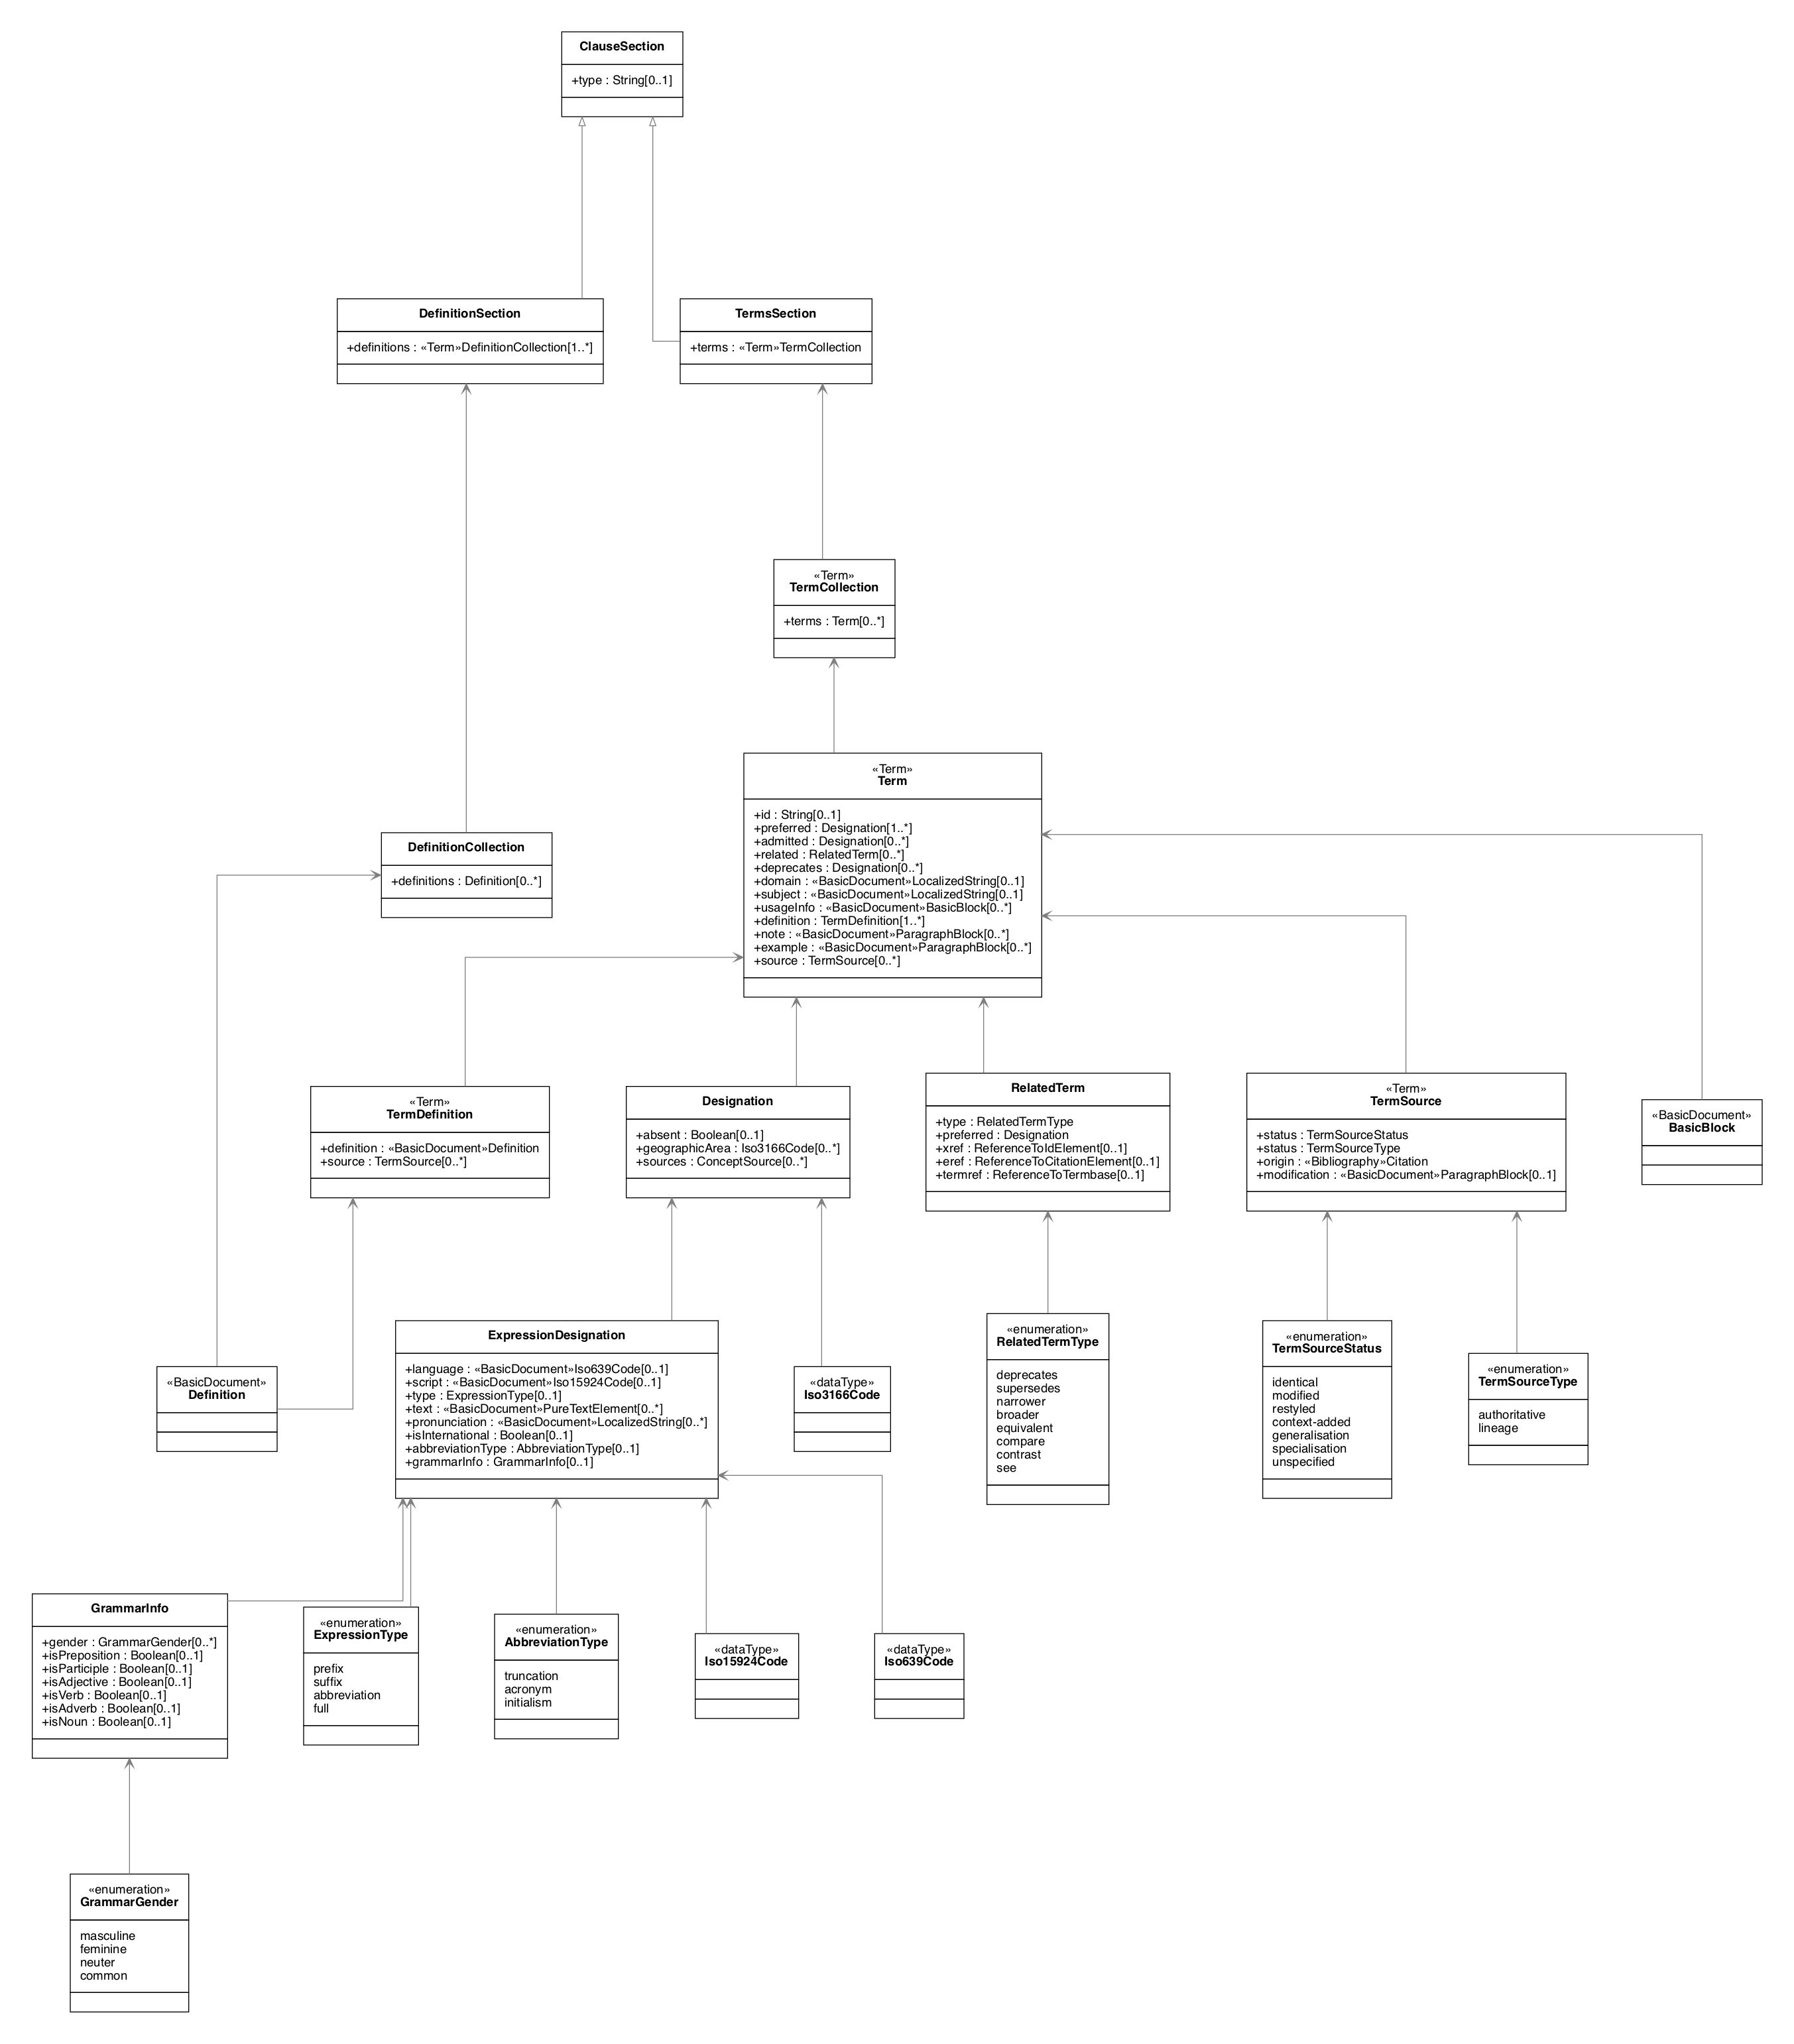 ClauseSection
+type : String[0..1]
DefinitionSection
+definitions : «Term»DefinitionCollection[1..*]
TermsSection
+terms : «Term»TermCollection
«Term»
TermCollection
+terms : Term[0..*]
«Term»
Term
+id : String[0..1]
+preferred : Designation[1..*]
+admitted : Designation[0..*]
+related : RelatedTerm[0..*]
+deprecates : Designation[0..*]
+domain : «BasicDocument»LocalizedString[0..1]
+subject : «BasicDocument»LocalizedString[0..1]
+usageInfo : «BasicDocument»BasicBlock[0..*]
+definition : TermDefinition[1..*]
+note : «BasicDocument»ParagraphBlock[0..*]
+example : «BasicDocument»ParagraphBlock[0..*]
+source : TermSource[0..*]
DefinitionCollection
+definitions : Definition[0..*]
«Term»
TermDefinition
+definition : «BasicDocument»Definition
+source : TermSource[0..*]
Designation
+absent : Boolean[0..1]
+geographicArea : Iso3166Code[0..*]
+sources : ConceptSource[0..*]
RelatedTerm
+type : RelatedTermType
+preferred : Designation
+xref : ReferenceToIdElement[0..1]
+eref : ReferenceToCitationElement[0..1]
+termref : ReferenceToTermbase[0..1]
«Term»
TermSource
+status : TermSourceStatus
+status : TermSourceType
+origin : «Bibliography»Citation
+modification : «BasicDocument»ParagraphBlock[0..1]
«BasicDocument»
BasicBlock
«BasicDocument»
Definition
ExpressionDesignation
+language : «BasicDocument»Iso639Code[0..1]
+script : «BasicDocument»Iso15924Code[0..1]
+type : ExpressionType[0..1]
+text : «BasicDocument»PureTextElement[0..*]
+pronunciation : «BasicDocument»LocalizedString[0..*]
+isInternational : Boolean[0..1]
+abbreviationType : AbbreviationType[0..1]
+grammarInfo : GrammarInfo[0..1]
«dataType»
Iso3166Code
«enumeration»
RelatedTermType
deprecates
supersedes
narrower
broader
equivalent
compare
contrast
see
«enumeration»
TermSourceStatus
identical
modified
restyled
context-added
generalisation
specialisation
unspecified
«enumeration»
TermSourceType
authoritative
lineage
GrammarInfo
+gender : GrammarGender[0..*]
+isPreposition : Boolean[0..1]
+isParticiple : Boolean[0..1]
+isAdjective : Boolean[0..1]
+isVerb : Boolean[0..1]
+isAdverb : Boolean[0..1]
+isNoun : Boolean[0..1]
«enumeration»
ExpressionType
prefix
suffix
abbreviation
full
«enumeration»
AbbreviationType
truncation
acronym
initialism
«dataType»
Iso15924Code
«dataType»
Iso639Code
«enumeration»
GrammarGender
masculine
feminine
neuter
common